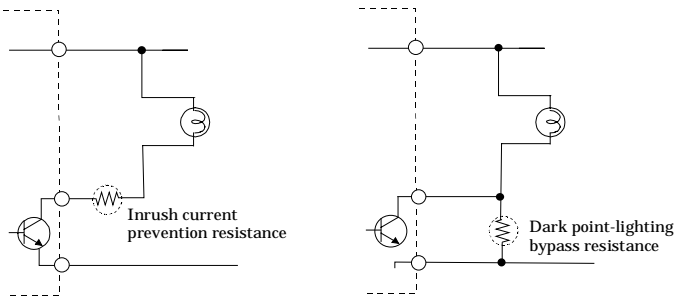 Inrush current
prevention resistance
Dark point-lighting
bypass resistance